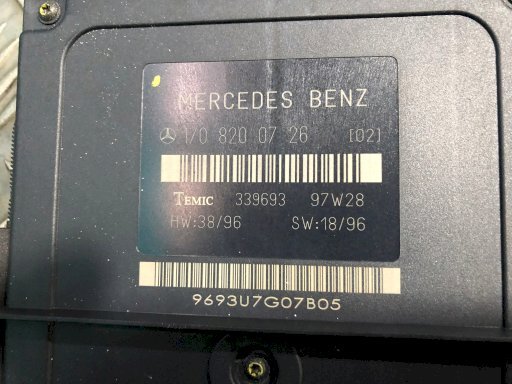 MERCEDES BENZ
170 820 07 26 [02]
TEMIC 339693 97W28
HW:38/96 SW:18/96
9693U7G07B05